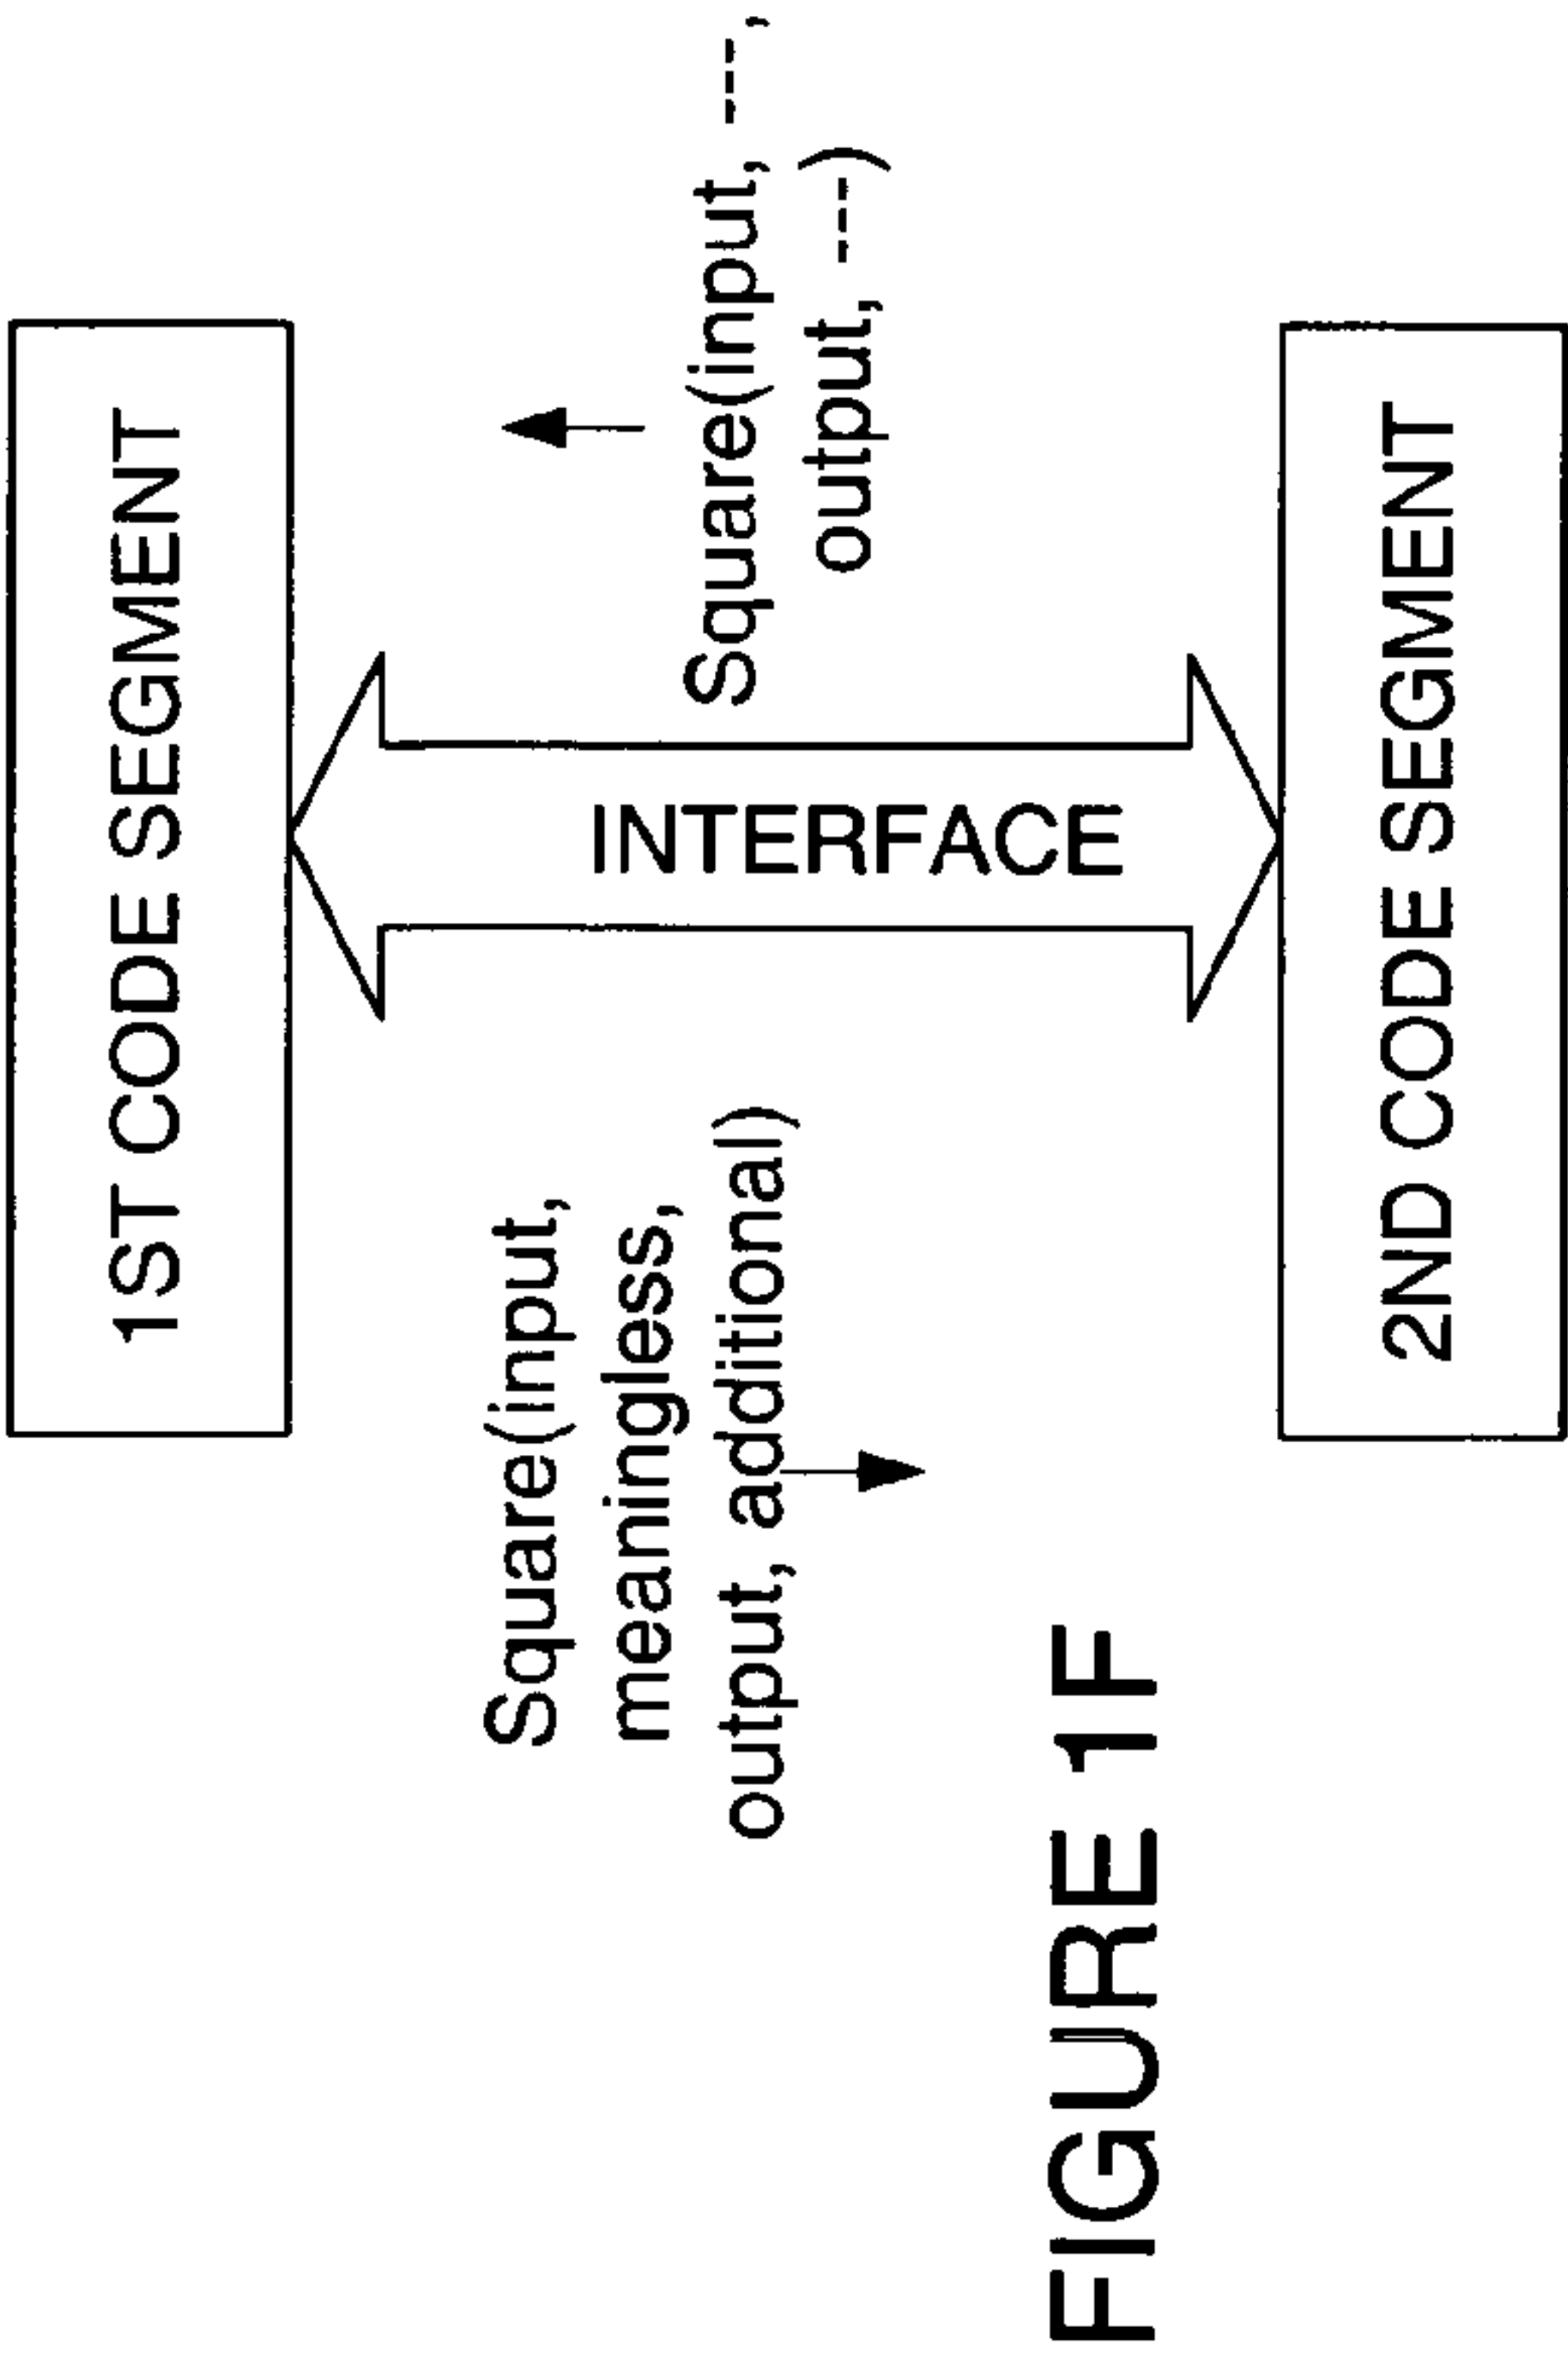 1ST CODE SEGMENT
Square(input,
meaningless,
output, additional)
INTERFACE
Square(input, ---,
output, ---)
2ND CODE SEGMENT
FIGURE 1F